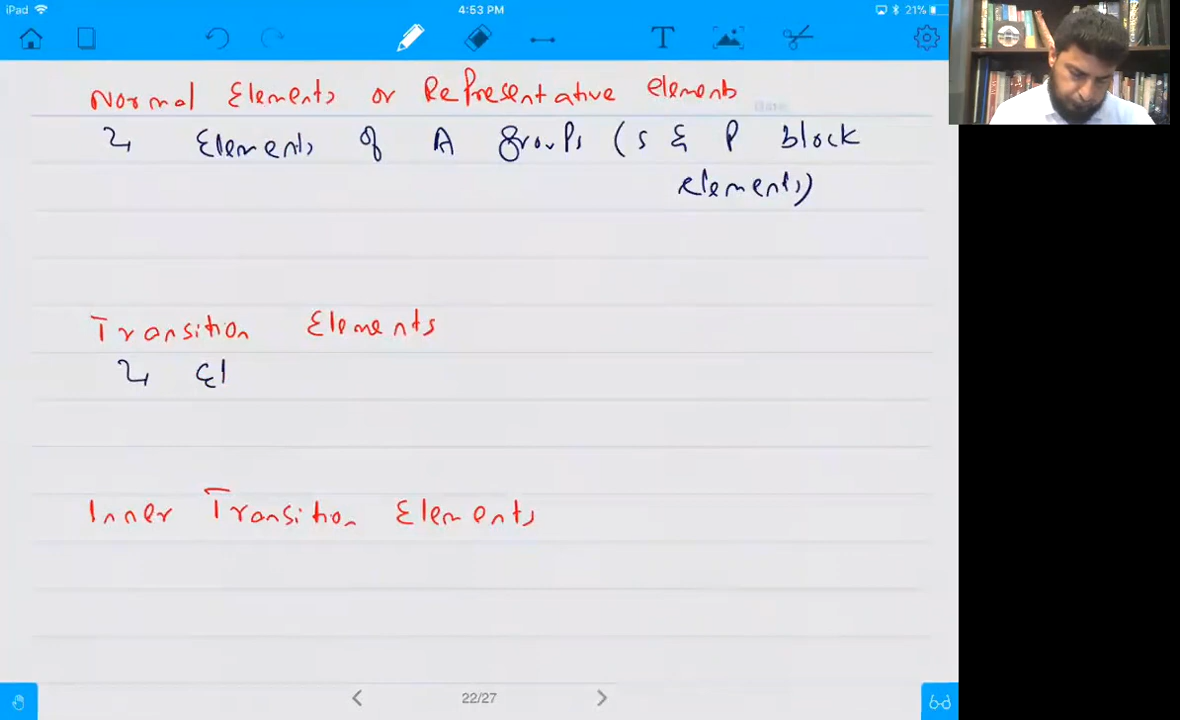 iPad 4:53 PM 21%
T
Normal Elements or Representative elements
Elements of A groups (s & P block
elements)
Transition Elements
El
Inner Transition Elements
22/27